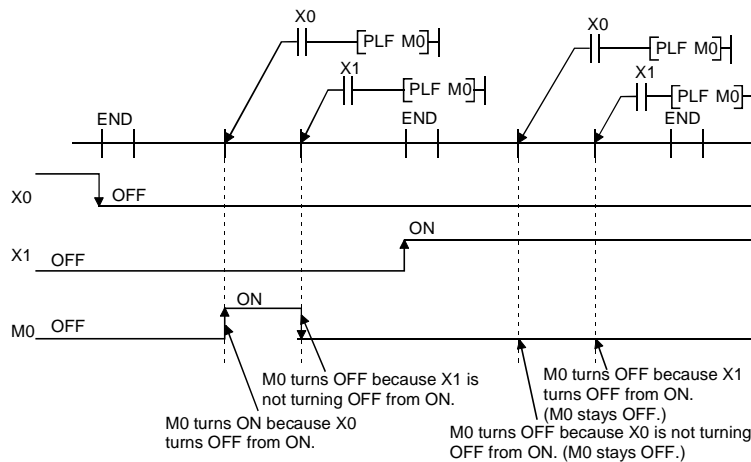 X0
[PLF M0]
X1
[PLF M0]
X0
[PLF M0]
X1
[PLF M0]
END
END
END
X0
OFF
X1
OFF
ON
M0
OFF
ON
M0 turns OFF because X1 is
not turning OFF from ON.
M0 turns ON because X0
turns OFF from ON.
M0 turns OFF because X1
turns OFF from ON.
(M0 stays OFF.)
M0 turns OFF because X0 is not turning
OFF from ON. (M0 stays OFF.)